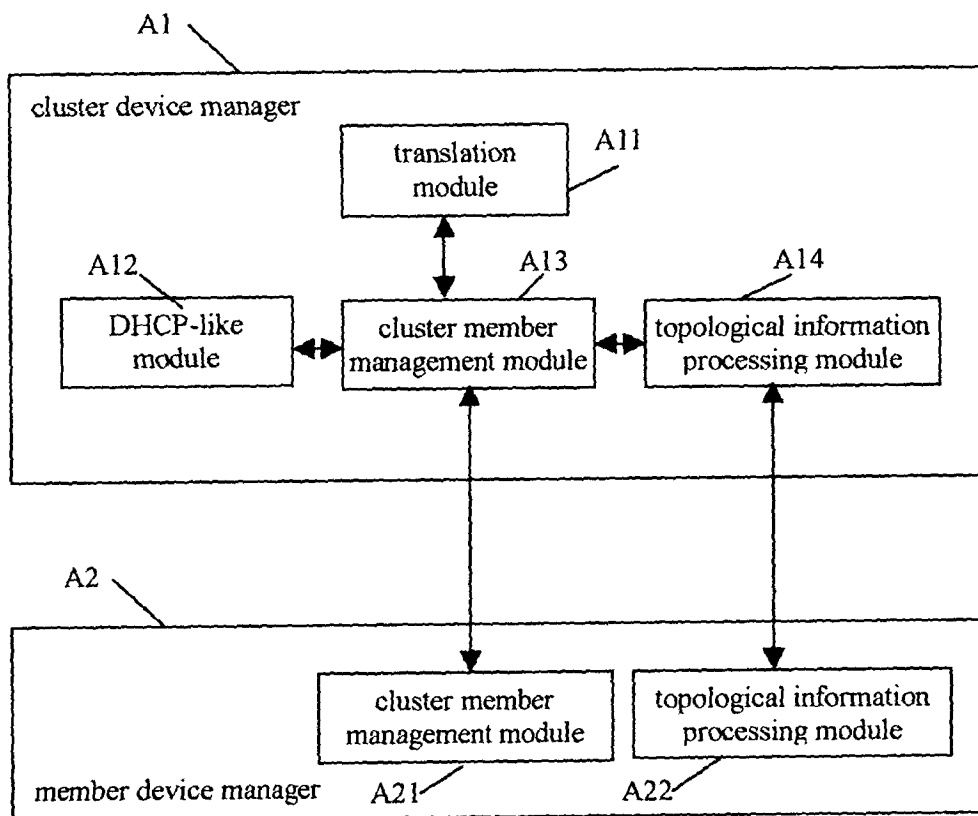 A1
cluster device manager
translation
module
A11
A12
A13
A14
DHCP-like
module
cluster member
management module
topological information
processing module
A2
cluster member
management module
topological information
processing module
member device manager
A21
A22